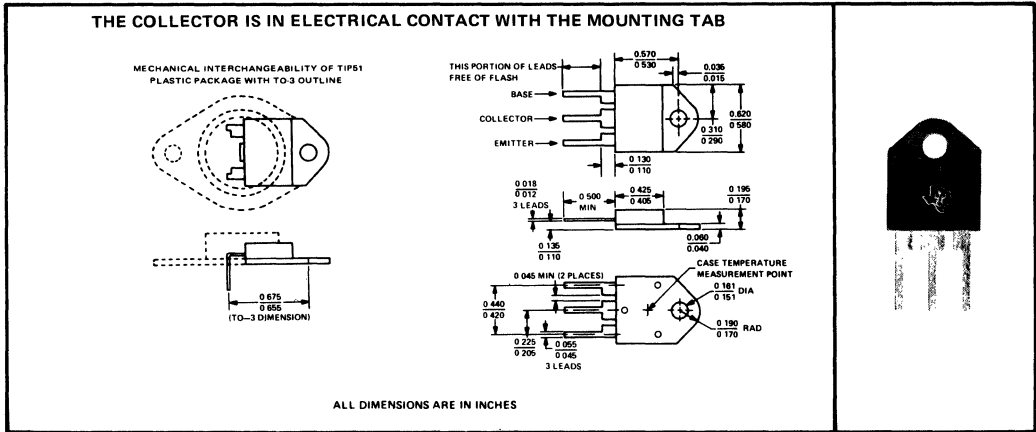 THE COLLECTOR IS IN ELECTRICAL CONTACT WITH THE MOUNTING TAB
MECHANICAL INTERCHANGEABILITY OF TIP51
PLASTIC PACKAGE WITH TO-3 OUTLINE
0 675
0 655
(TO–3 DIMENSION)
THIS PORTION OF LEADS
FREE OF FLASH
BASE
COLLECTOR
EMITTER
0.570
0 530
0.036
0.015
0.620
0 580
0 310
0 290
0 130
0 110
0 018
0 012
3 LEADS
0 500
MIN
0 425
0 405
0 195
0 170
0 135
0 110
0.060
0.040
CASE TEMPERATURE
MEASUREMENT POINT
0 045 MIN (2 PLACES)
0 161 DIA
0 151
0 440
0 420
0 190 RAD
0 170
0 225
0 205
0 055
0 045
3 LEADS
ALL DIMENSIONS ARE IN INCHES